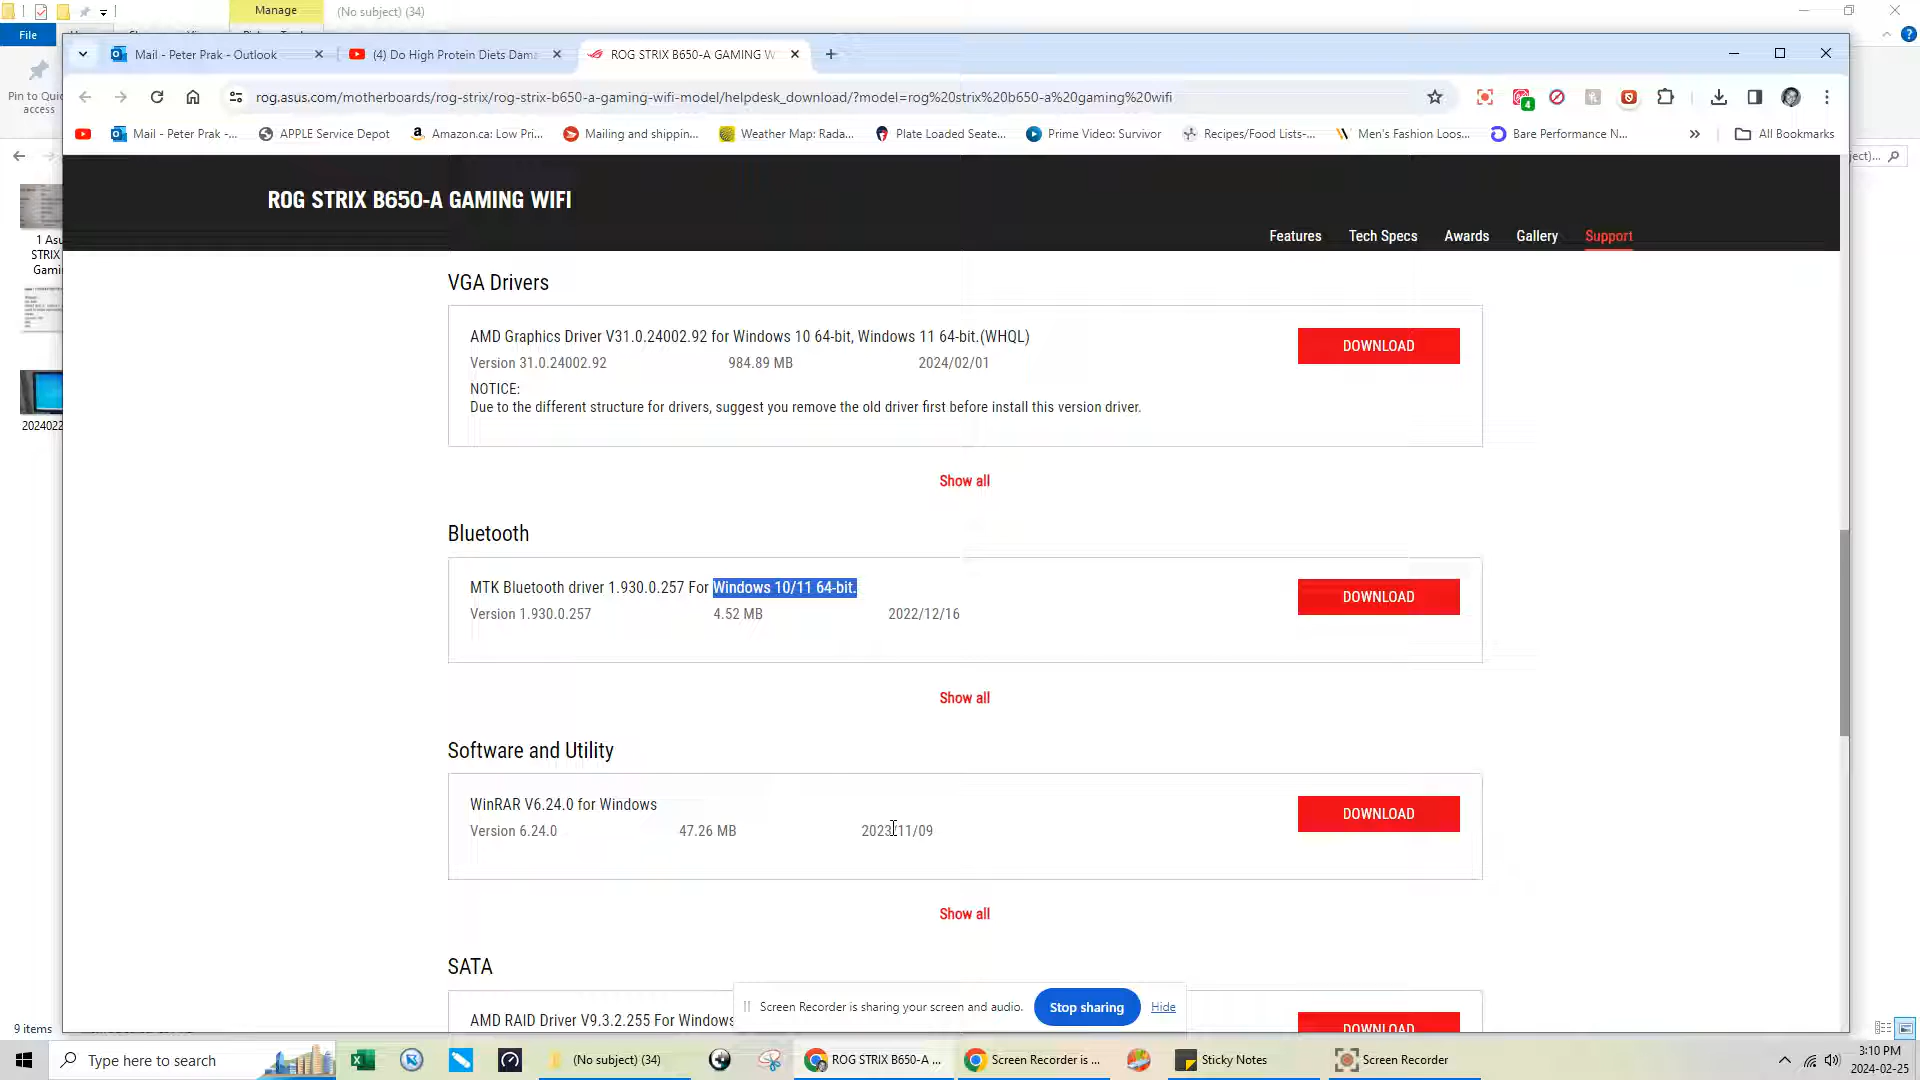 Manage
(No subject) (34)
File
Mail - Peter Prak - Outlook
(4) Do High Protein Diets Dama
ROG STRIX B650-A GAMING W
Pin to Quic
access
rog.asus.com/motherboards/rog-strix/rog-strix-b650-a-gaming-wifi-model/helpdesk_download/?model=rog%20strix%20b650-a%20gaming%20wifi
4
Mail - Peter Prak -...
APPLE Service Depot
Amazon.ca: Low Pri...
Mailing and shippin...
Weather Map: Rada...
Plate Loaded Seate...
Prime Video: Survivor
Recipes/Food Lists-...
Men's Fashion Loos...
Bare Performance N...
All Bookmarks
ject)...
ROG STRIX B650-A GAMING WIFI
Features
Tech Specs
Awards
Gallery
Support
1 Asu
STRIX
Gami
VGA Drivers
AMD Graphics Driver V31.0.24002.92 for Windows 10 64-bit, Windows 11 64-bit.(WHQL)
DOWNLOAD
Version 31.0.24002.92
984.89 MB
2024/02/01
NOTICE:
Due to the different structure for drivers, suggest you remove the old driver first before install this version driver.
202402
Show all
Bluetooth
MTK Bluetooth driver 1.930.0.257 For Windows 10/11 64-bit.
DOWNLOAD
Version 1.930.0.257
4.52 MB
2022/12/16
Show all
Software and Utility
WinRAR V6.24.0 for Windows
DOWNLOAD
Version 6.24.0
47.26 MB
2023/11/09
Show all
SATA
AMD RAID Driver V9.3.2.255 For Windows
DOWNLOAD
Screen Recorder is sharing your screen and audio.
Stop sharing
Hide
9 items
Type here to search
(No subject) (34)
ROG STRIX B650-A ...
Screen Recorder is ...
Sticky Notes
Screen Recorder
3:10 PM
2024-02-25